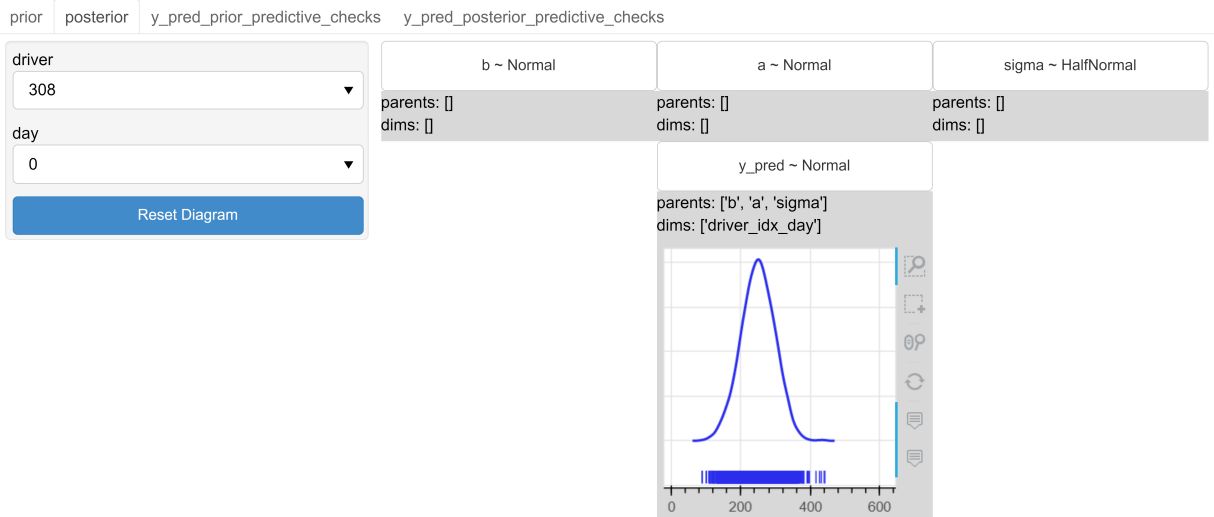 prior posterior y_pred_prior_predictive_checks y_pred_posterior_predictive_checks
driver
308
day
0
Reset Diagram
b ~ Normal
parents: []
dims: []
a ~ Normal
parents: []
dims: []
sigma ~ HalfNormal
parents: []
dims: []
y_pred ~ Normal
parents: ['b', 'a', 'sigma']
dims: ['driver_idx_day']
0 200 400 600